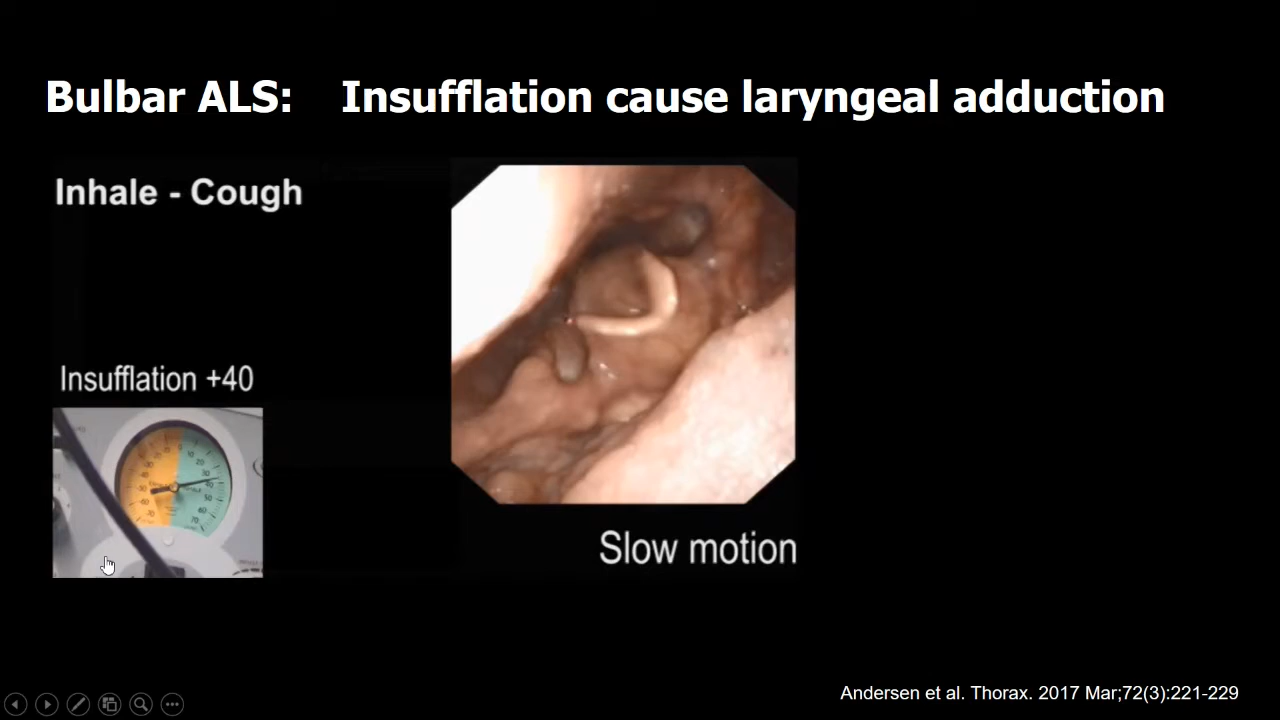 Bulbar ALS: Insufflation cause laryngeal adduction
Inhale - Cough
Insufflation +40
Slow motion
Andersen et al. Thorax. 2017 Mar;72(3):221-229